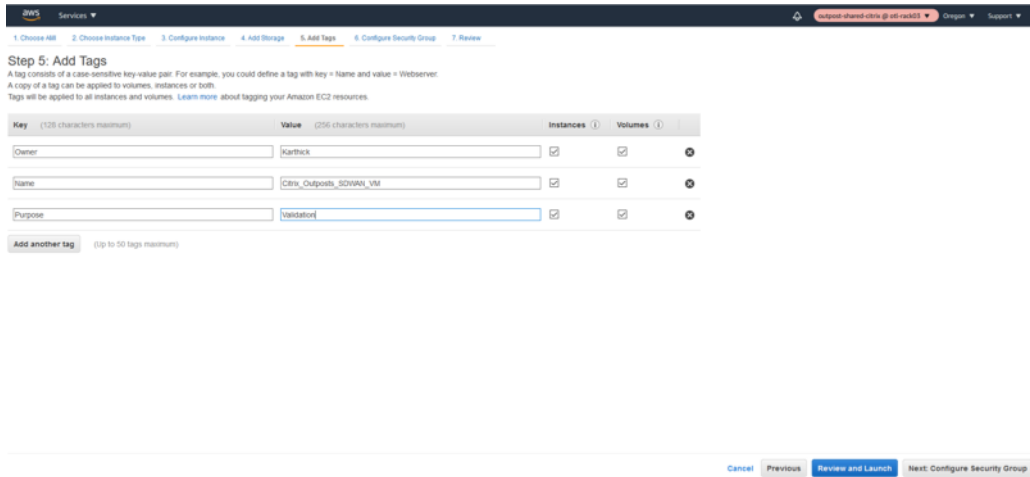 aws Services ▼ outpost-shared-citrix @ otl-rack03 ▼ Oregon ▼ Support ▼
1. Choose AMI 2. Choose Instance Type 3. Configure Instance 4. Add Storage 5. Add Tags 6. Configure Security Group 7. Review
Step 5: Add Tags
A tag consists of a case-sensitive key-value pair. For example, you could define a tag with key = Name and value = Webserver.
A copy of a tag can be applied to volumes, instances or both.
Tags will be applied to all instances and volumes. Learn more about tagging your Amazon EC2 resources.
Key (128 characters maximum) Value (256 characters maximum) Instances Volumes
Owner Karthick
Name Citrix_Outposts_SDWAN_VM
Purpose Validation
Add another tag (Up to 50 tags maximum)
Cancel Previous Review and Launch Next: Configure Security Group